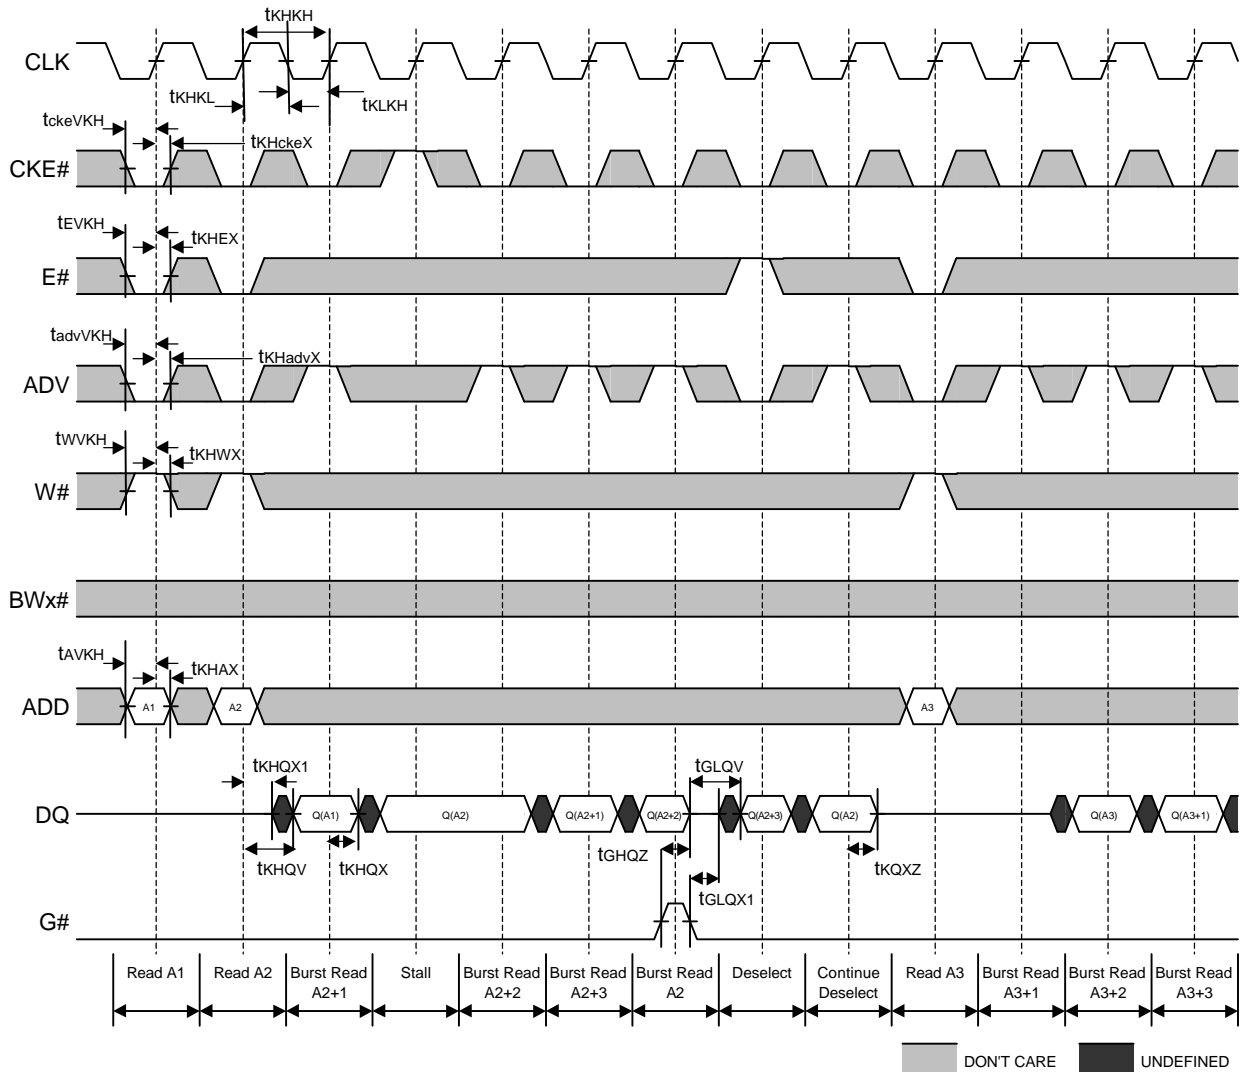 tKHKH
CLK
tKHKL
tKLKH
tckeVKH
tKHckeX
CKE#
tEVKH
tKHEX
E#
tadvVKH
tKHadvX
ADV
tWVKH
tKHWX
W#
BWx#
tAVKH
tKHAX
ADD
A1
A2
A3
tKHQX1
tGLQV
DQ
Q(A1)
Q(A2)
Q(A2+1)
Q(A2+2)
Q(A2+3)
Q(A2)
Q(A3)
Q(A3+1)
tKHQV
tKHQX
tGHQZ
tKQXZ
tGLQX1
G#
Read A1
Read A2
Burst Read
A2+1
Stall
Burst Read
A2+2
Burst Read
A2+3
Burst Read
A2
Deselect
Continue
Deselect
Read A3
Burst Read
A3+1
Burst Read
A3+2
Burst Read
A3+3
DON'T CARE
UNDEFINED